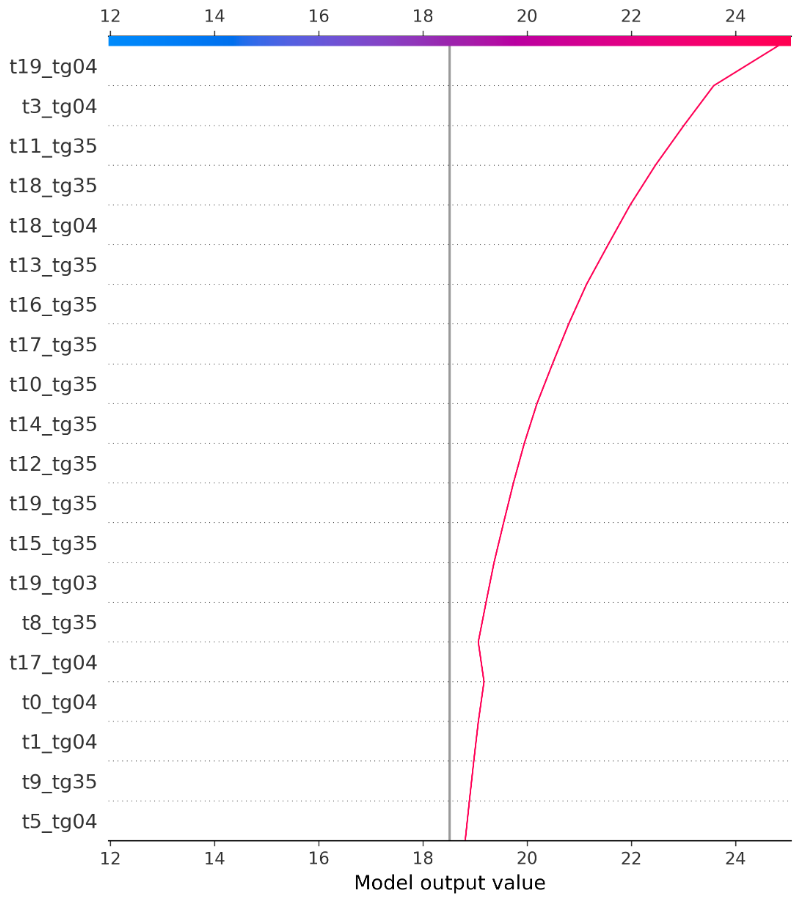 12 14 16 18 20 22 24
t19_tg04
t3_tg04
t11_tg35
t18_tg35
t18_tg04
t13_tg35
t16_tg35
t17_tg35
t10_tg35
t14_tg35
t12_tg35
t19_tg35
t15_tg35
t19_tg03
t8_tg35
t17_tg04
t0_tg04
t1_tg04
t9_tg35
t5_tg04
12 14 16 18 20 22 24
Model output value